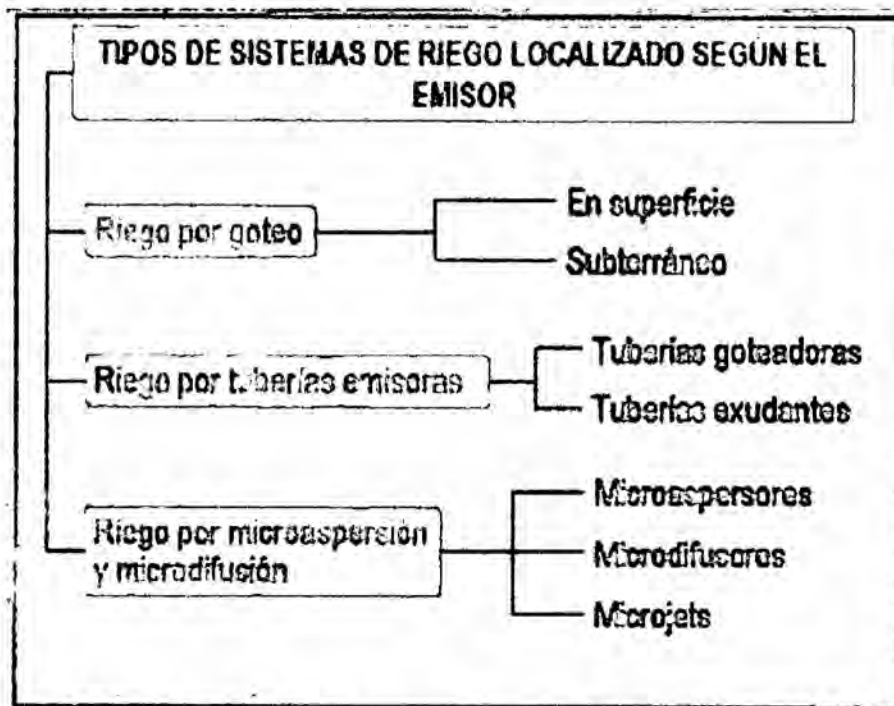 TIPOS DE SISTEMAS DE RIEGO LOCALIZADO SEGÚN EL
EMISOR
Riego por goteo
En superficie
Subterráneo
Riego por tuberías emisoras
Tuberías goteadoras
Tuberías exudantes
Riego por microaspersión
y microdifusión
Microaspersores
Microdifusores
Microjets